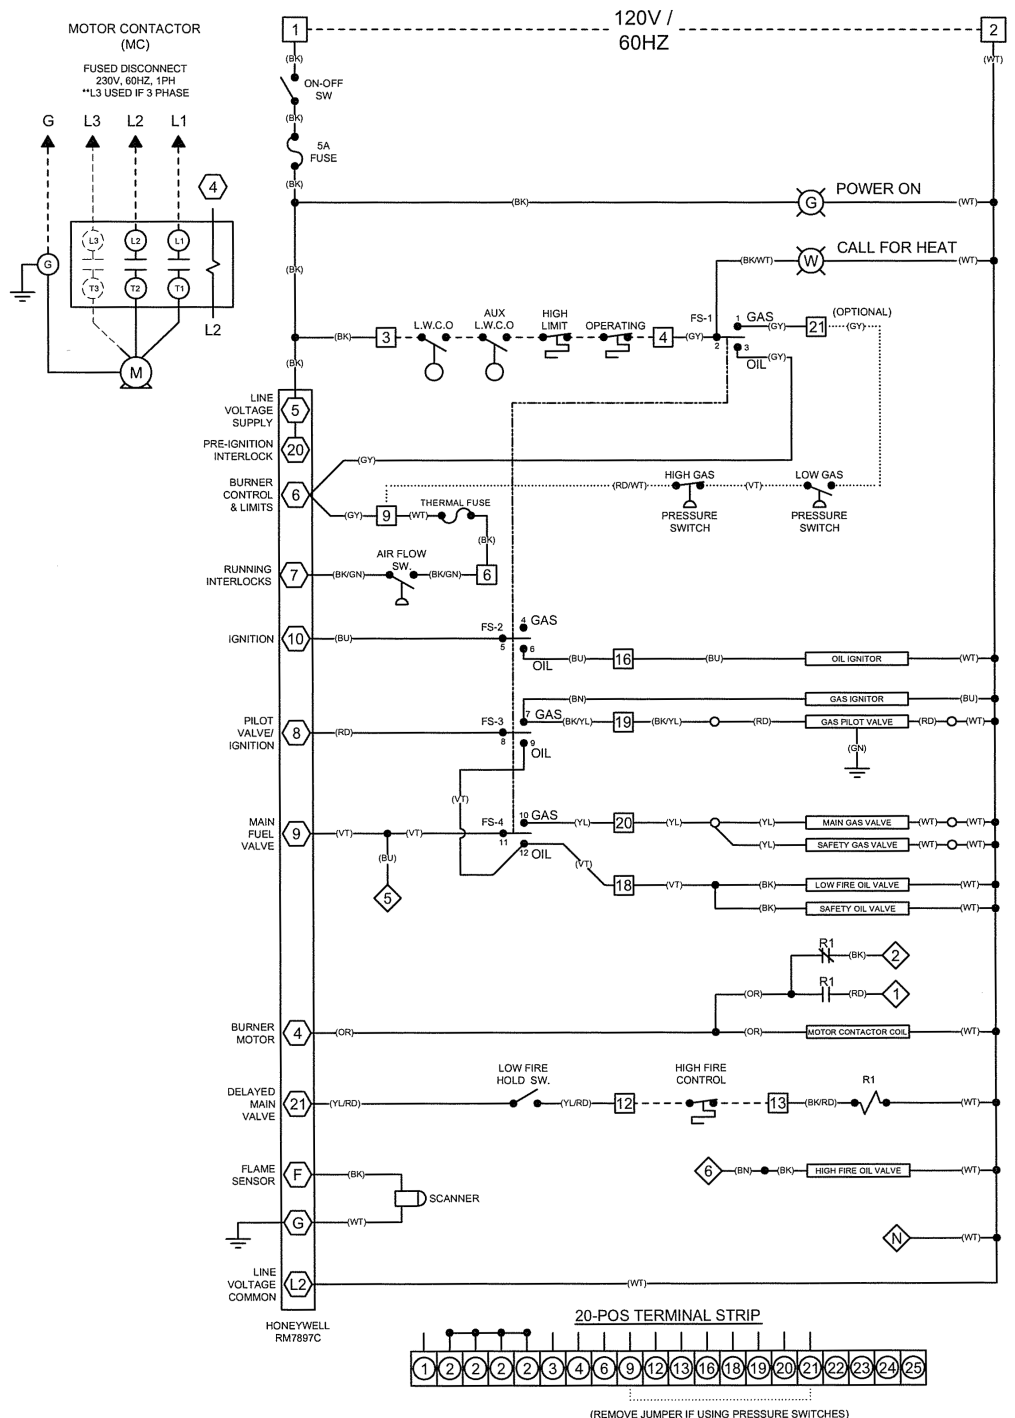 MOTOR CONTACTOR
(MC)
FUSED DISCONNECT
230V, 60HZ, 1PH
**L3 USED IF 3 PHASE
G
L3
L2
L1
4
L3
L2
L1
G
T3
T2
T1
L2
M
1
120V /
60HZ
2
(BK)
(WT)
ON-OFF
SW
(BK)
5A
FUSE
(BK)
(BK)
G
POWER ON
(WT)
(BK)
(BK/WT)
W
CALL FOR HEAT
(WT)
(BK)
3
L.W.C.O
AUX
L.W.C.O
HIGH
LIMIT
OPERATING
4
(GY)
FS-1
2
1
GAS
(GY)
21
(OPTIONAL)
(GY)
3
(GY)
OIL
(BK)
LINE
VOLTAGE
SUPPLY
5
PRE-IGNITION
INTERLOCK
20
(GY)
BURNER
CONTROL
& LIMITS
6
(GY)
9
(WT)
THERMAL FUSE
(BK)
(RD/WT)
HIGH GAS
PRESSURE
SWITCH
(VT)
LOW GAS
PRESSURE
SWITCH
RUNNING
INTERLOCKS
7
(BK/GN)
AIR FLOW
SW.
(BK/GN)
6
IGNITION
10
(BU)
FS-2
5
4
GAS
6
OIL
(BU)
16
(BU)
OIL IGNITOR
(WT)
(BN)
GAS IGNITOR
(BU)
PILOT
VALVE/
IGNITION
8
(RD)
FS-3
8
7
GAS
(BK/YL)
19
(BK/YL)
(RD)
GAS PILOT VALVE
(RD)
(WT)
(GN)
9
OIL
(VT)
MAIN
FUEL
VALVE
9
(VT)
(VT)
(BU)
5
FS-4
11
10
GAS
(YL)
20
(YL)
(YL)
MAIN GAS VALVE
(WT)
(WT)
(YL)
SAFETY GAS VALVE
(WT)
(WT)
12
OIL
(VT)
18
(VT)
(BK)
LOW FIRE OIL VALVE
(WT)
(BK)
SAFETY OIL VALVE
(WT)
R1
(BK)
2
(OR)
R1
(RD)
1
BURNER
MOTOR
4
(OR)
(OR)
MOTOR CONTACTOR COIL
(WT)
DELAYED
MAIN
VALVE
21
(YL/RD)
LOW FIRE
HOLD SW.
(YL/RD)
12
HIGH FIRE
CONTROL
13
(BK/RD)
R1
(WT)
FLAME
SENSOR
F
(BK)
SCANNER
6
(BN)
(BK)
HIGH FIRE OIL VALVE
(WT)
G
(WT)
N
(WT)
LINE
VOLTAGE
COMMON
L2
(WT)
HONEYWELL
RM7897C
20-POS TERMINAL STRIP
1 2 2 2 2 3 4 6 9 12 13 16 18 19 20 21 22 23 24 25
(REMOVE JUMPER IF USING PRESSURE SWITCHES)